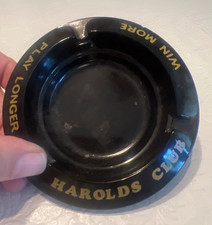 PLAY LONGER
WIN MORE
HAROLDS CLUB